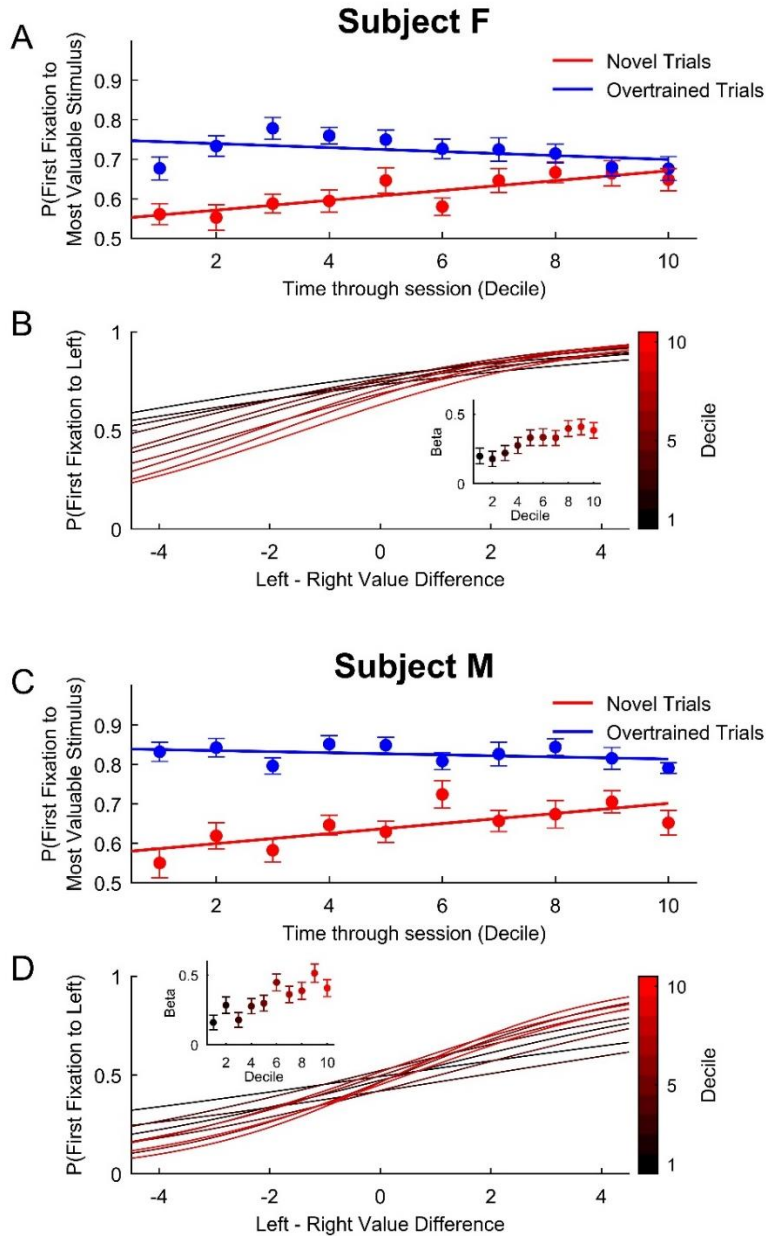 Subject F
A
Novel Trials
Overtrained Trials
P(First Fixation to
Most Valuable Stimulus)
0.9
0.8
0.7
0.6
0.5
2
4
6
8
10
Time through session (Decile)
B
P(First Fixation to Left)
1
0.5
0
-4
-2
0
2
4
Left - Right Value Difference
Beta
0.5
0
2
4
6
8
10
Decile
10
5
1
Decile
Subject M
C
Novel Trials
Overtrained Trials
P(First Fixation to
Most Valuable Stimulus)
0.9
0.8
0.7
0.6
0.5
2
4
6
8
10
Time through session (Decile)
D
P(First Fixation to Left)
1
0.5
0
-4
-2
0
2
4
Left - Right Value Difference
Beta
0.5
0
2
4
6
8
10
Decile
10
5
1
Decile